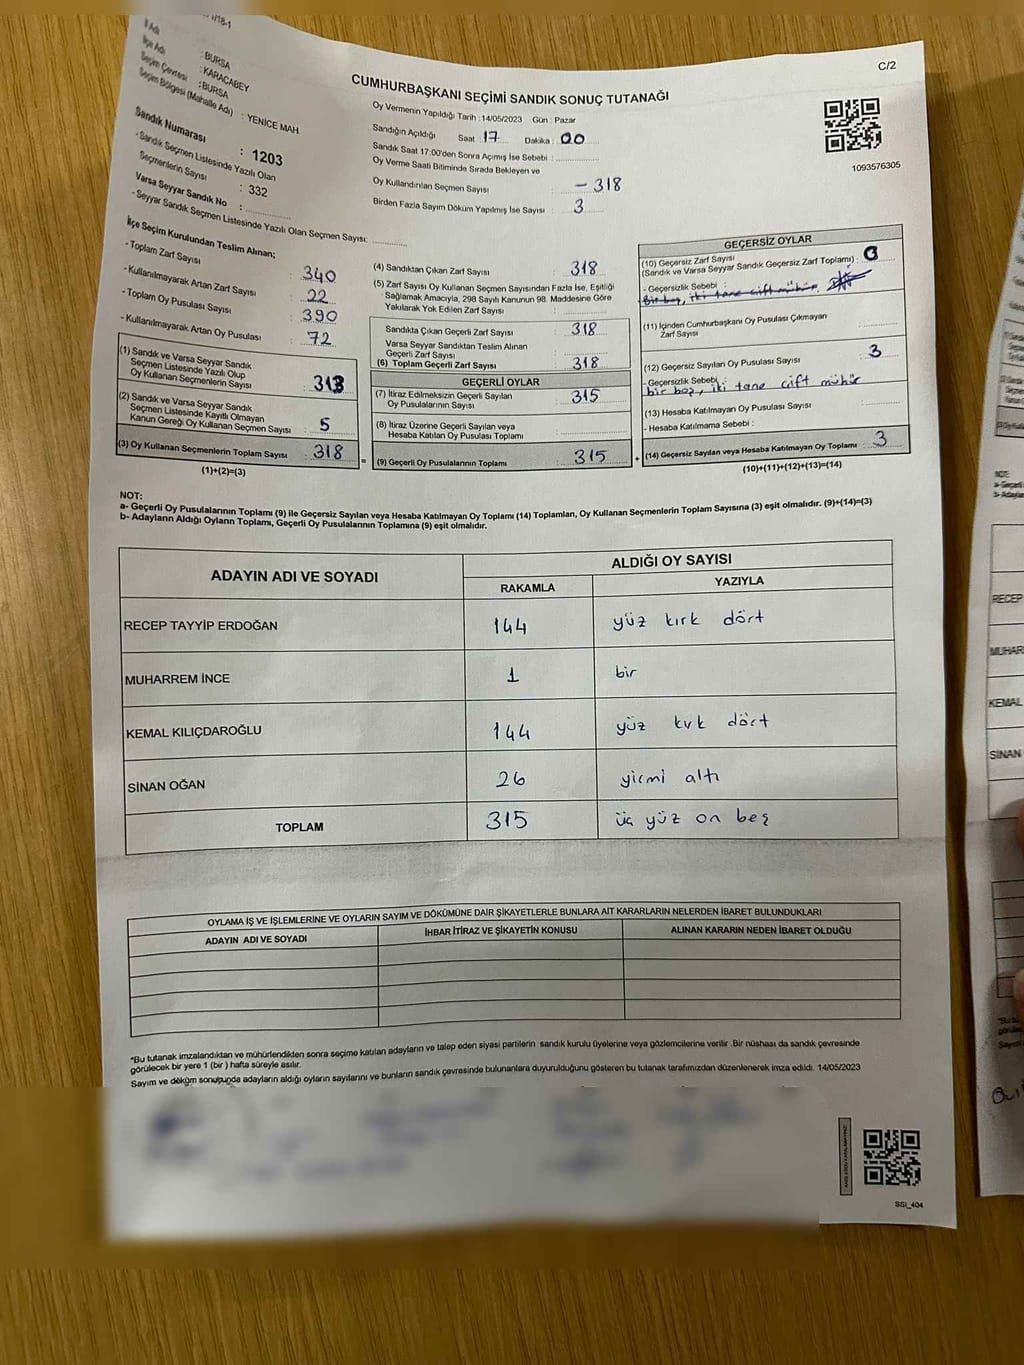 1/18-1
İl Adı : BURSA
İlçe Adı : KARACABEY
Seçim Çevresi : BURSA
Seçim Bölgesi (Mahalle Adı) : YENİCE MAH.
Sandık Numarası : 1203
- Sandık Seçmen Listesinde Yazılı Olan
Seçmenlerin Sayısı : 332
Varsa Seyyar Sandık No :
- Seyyar Sandık Seçmen Listesinde Yazılı Olan Seçmen Sayısı:
C/2
CUMHURBAŞKANI SEÇİMİ SANDIK SONUÇ TUTANAĞI
Oy Vermenin Yapıldığı Tarih : 14/05/2023 Gün : Pazar
Sandığın Açıldığı Saat : 17 Dakika : 00
Sandık Saat 17:00'den Sonra Açımış İse Sebebi :
Oy Verme Saati Bitiminde Sırada Bekleyen ve
Oy Kullandırılan Seçmen Sayısı : - 318
Birden Fazla Sayım Döküm Yapılmış İse Sayısı : 3
1093576305
İlçe Seçim Kurulundan Teslim Alınan;
- Toplam Zarf Sayısı : 340
- Kullanılmayarak Artan Zarf Sayısı : 22
- Toplam Oy Pusulası Sayısı : 390
- Kullanılmayarak Artan Oy Pusulası : 72
(1) Sandık ve Varsa Seyyar Sandık
Seçmen Listesinde Yazılı Olup
Oy Kullanan Seçmenlerin Sayısı : 313
(2) Sandık ve Varsa Seyyar Sandık
Seçmen Listesinde Kayıtlı Olmayan
Kanun Gereği Oy Kullanan Seçmen Sayısı : 5
(3) Oy Kullanan Seçmenlerin Toplam Sayısı : 318
(1)+(2)=(3)
(4) Sandıktan Çıkan Zarf Sayısı : 318
(5) Zarf Sayısı Oy Kullanan Seçmen Sayısından Fazla İse, Eşitliği
Sağlamak Amacıyla, 298 Sayılı Kanunun 98. Maddesine Göre
Yakılarak Yok Edilen Zarf Sayısı :
Sandıkta Çıkan Geçerli Zarf Sayısı : 318
Varsa Seyyar Sandıktan Teslim Alınan
Geçerli Zarf Sayısı :
(6) Toplam Geçerli Zarf Sayısı : 318
GEÇERLİ OYLAR
(7) İtiraz Edilmeksizin Geçerli Sayılan
Oy Pusulalarının Sayısı : 315
(8) İtiraz Üzerine Geçerli Sayılan veya
Hesaba Katılan Oy Pusulası Toplamı :
= (9) Geçerli Oy Pusulalarının Toplamı : 315
GEÇERSİZ OYLAR
(10) Geçersiz Zarf Sayısı
(Sandık ve Varsa Seyyar Sandık Geçersiz Zarf Toplamı) : 0
- Geçersizlik Sebebi :
Bir boş, iki tane çift mühür.
(11) İçinden Cumhurbaşkanı Oy Pusulası Çıkmayan
Zarf Sayısı :
(12) Geçersiz Sayılan Oy Pusulası Sayısı : 3
- Geçersizlik Sebebi :
bir boş, iki tane çift mühür
(13) Hesaba Katılmayan Oy Pusulası Sayısı :
- Hesaba Katılmama Sebebi :
+ (14) Geçersiz Sayılan veya Hesaba Katılmayan Oy Toplamı : 3
(10)+(11)+(12)+(13)=(14)
NOT:
a- Geçerli Oy Pusulalarının Toplamı (9) ile Geçersiz Sayılan veya Hesaba Katılmayan Oy Toplamı (14) Toplamları, Oy Kullanan Seçmenlerin Toplam Sayısına (3) eşit olmalıdır. (9)+(14)=(3)
b- Adayların Aldığı Oyların Toplamı, Geçerli Oy Pusulalarının Toplamına (9) eşit olmalıdır.
ADAYIN ADI VE SOYADI ALDIĞI OY SAYISI
RAKAMLA YAZIYLA
RECEP TAYYİP ERDOĞAN 144 yüz kırk dört
MUHARREM İNCE 1 bir
KEMAL KILIÇDAROĞLU 144 yüz kırk dört
SİNAN OĞAN 26 yirmi altı
TOPLAM 315 üç yüz on beş
OYLAMA İŞ VE İŞLEMLERİNE VE OYLARIN SAYIM VE DÖKÜMÜNE DAİR ŞİKAYETLERLE BUNLARA AİT KARARLARIN NELERDEN İBARET BULUNDUKLARI
ADAYIN ADI VE SOYADI İHBAR İTİRAZ VE ŞİKAYETİN KONUSU ALINAN KARARIN NEDEN İBARET OLDUĞU
*Bu tutanak imzalandıktan ve mühürlendikten sonra seçime katılan adayların ve talep eden siyasi partilerin sandık kurulu üyelerine veya gözlemcilerine verilir .Bir nüshası da sandık çevresinde
görülecek bir yere 1 (bir ) hafta süreyle asılır.
Sayım ve döküm sonucunda adayların aldığı oyların sayılarını ve bunların sandık çevresinde bulunanlara duyurulduğunu gösteren bu tutanak tarafımızdan düzenlenerek imza edildi. 14/05/2023
SSI_404
NOT:
RECEP
MUHAR
KEMAL
SİNAN